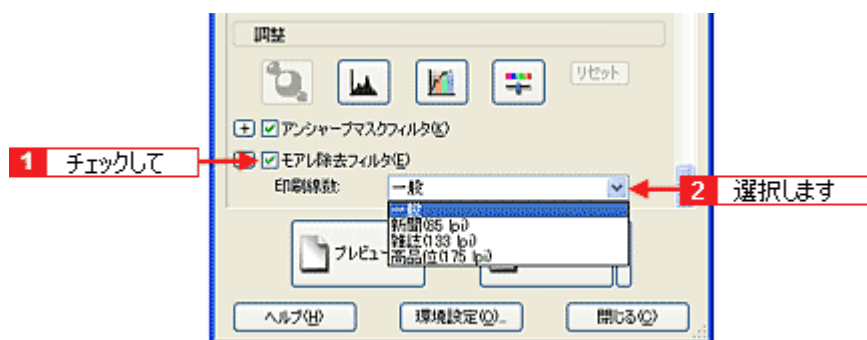 調整
リセット
アンシャープマスクフィルタ(K)
1 チェックして
モアレ除去フィルタ(E)
印刷線数:
一般
2 選択します
一般
新聞(85 lpi)
雑誌(133 lpi)
高品位(175 lpi)
プレビュー
ヘルプ(H)
環境設定(O)...
閉じる(C)